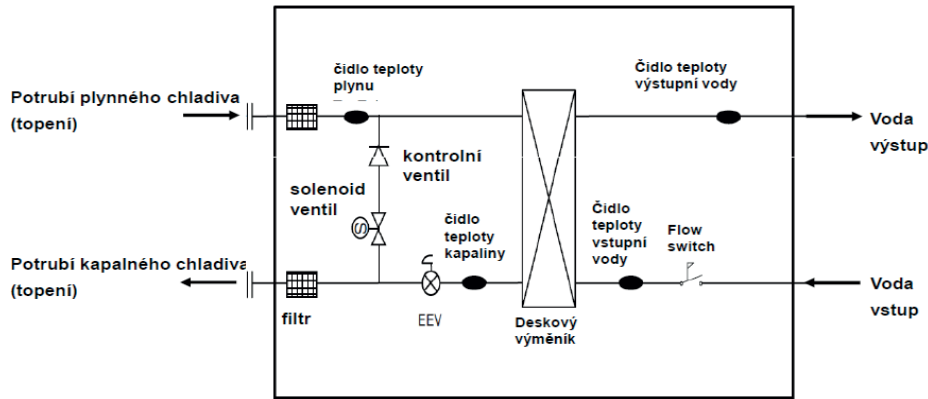 čidlo teploty
plynu
Čidlo teploty
výstupní vody
Potrubí plynného chladiva
(topení)
Voda
výstup
kontrolní
ventil
solenoid
ventil
S
čidlo
teploty
kapaliny
Čidlo
teploty
vstupní
vody
Flow
switch
Potrubí kapalného chladiva
(topení)
Voda
vstup
filtr
EEV
Deskový
výměník